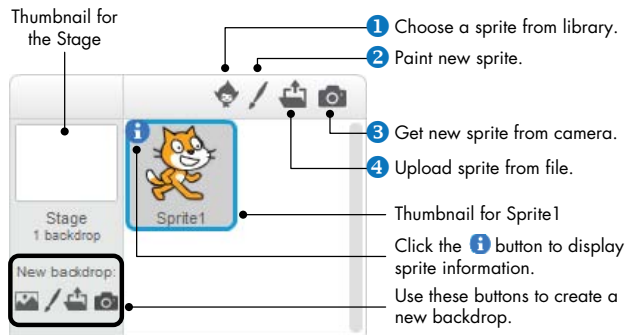 Thumbnail for
the Stage
1 Choose a sprite from library.
2 Paint new sprite.
3 Get new sprite from camera.
4 Upload sprite from file.
i
Sprite1
Stage
1 backdrop
New backdrop:
Thumbnail for Sprite1
Click the i button to display
sprite information.
Use these buttons to create a
new backdrop.